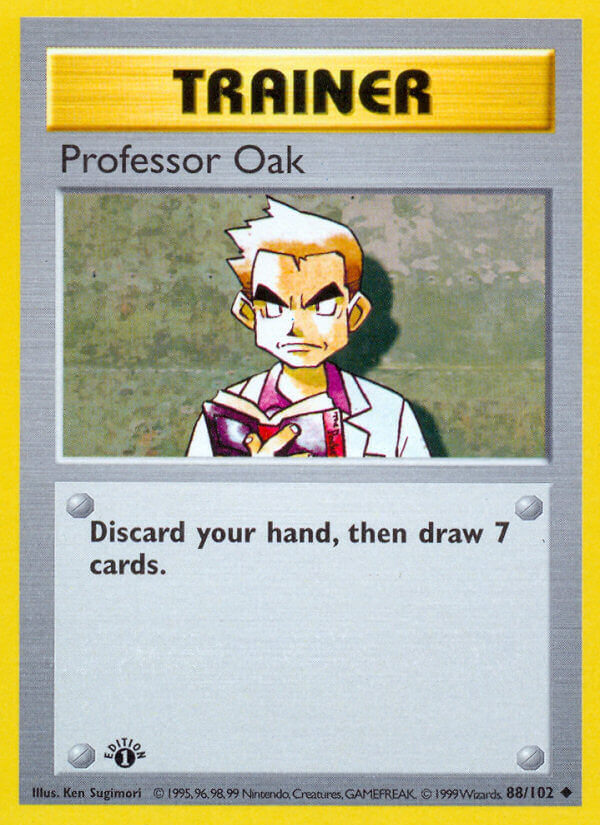 TRAINER
Professor Oak
Discard your hand, then draw 7
cards.
EDITION
1
Illus. Ken Sugimori © 1995, 96, 98, 99 Nintendo, Creatures, GAMEFREAK. © 1999 Wizards. 88/102 ◆